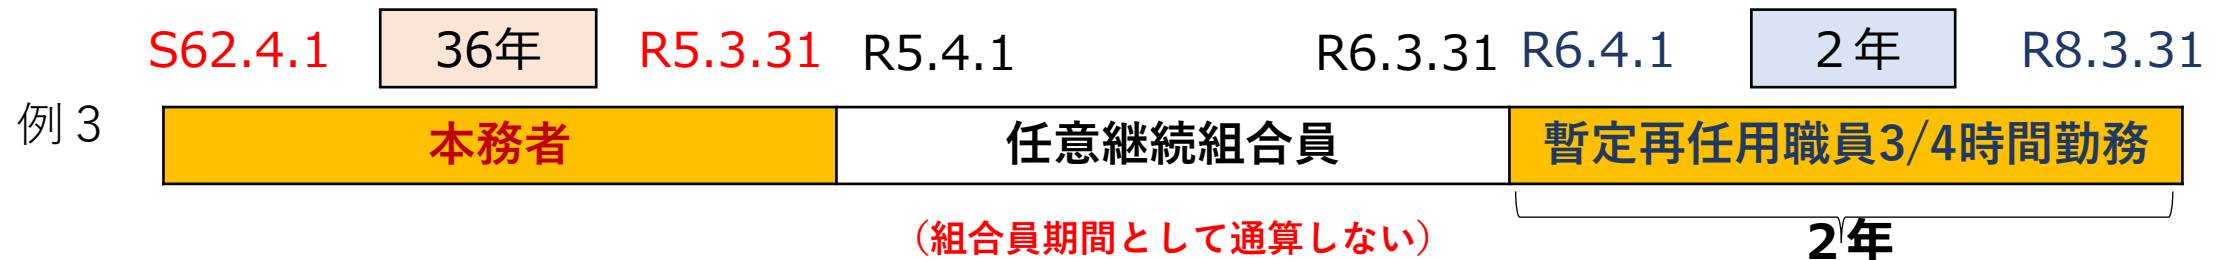 S62.4.1 36年 R5.3.31 R5.4.1 R6.3.31 R6.4.1 ２年 R8.3.31
例３ 本務者 任意継続組合員 暫定再任用職員3/4時間勤務
（組合員期間として通算しない） 2年